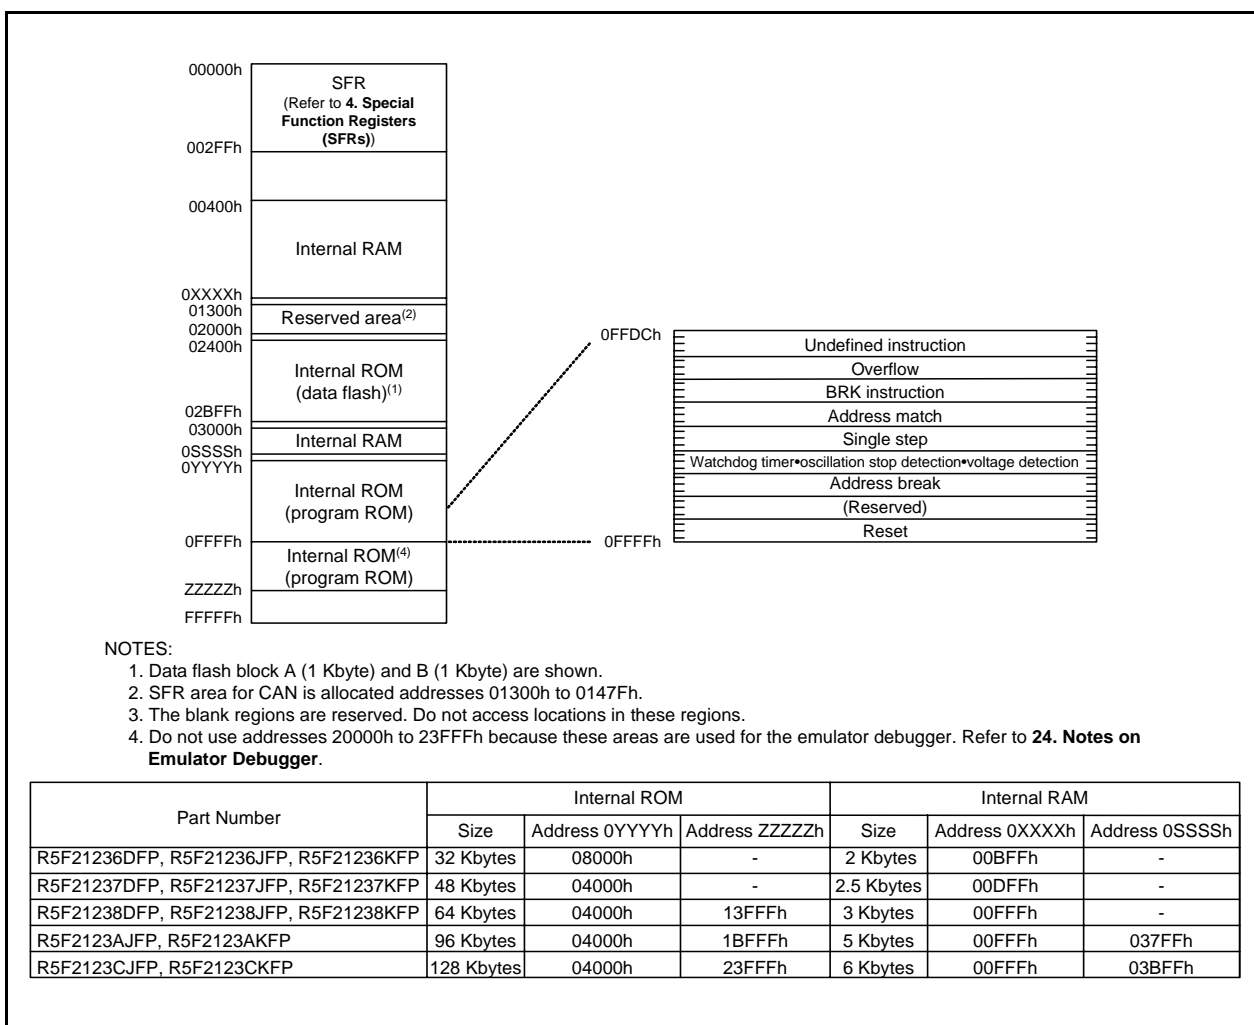 00000h
SFR
(Refer to 4. Special
Function Registers
(SFRs))
002FFh
00400h
Internal RAM
0XXXXh
01300h
Reserved area(2)
02000h
02400h
Internal ROM
(data flash)(1)
02BFFh
03000h
Internal RAM
0SSSSh
0YYYYh
Internal ROM
(program ROM)
0FFFFh
Internal ROM(4)
(program ROM)
ZZZZZh
FFFFFh
0FFDCh
Undefined instruction
Overflow
BRK instruction
Address match
Single step
Watchdog timer•oscillation stop detection•voltage detection
Address break
(Reserved)
Reset
0FFFFh
NOTES:
1. Data flash block A (1 Kbyte) and B (1 Kbyte) are shown.
2. SFR area for CAN is allocated addresses 01300h to 0147Fh.
3. The blank regions are reserved. Do not access locations in these regions.
4. Do not use addresses 20000h to 23FFFh because these areas are used for the emulator debugger. Refer to 24. Notes on
Emulator Debugger.
Part Number Internal ROM Internal RAM
Size Address 0YYYYh Address ZZZZZh Size Address 0XXXXh Address 0SSSSh
R5F21236DFP, R5F21236JFP, R5F21236KFP 32 Kbytes 08000h - 2 Kbytes 00BFFh -
R5F21237DFP, R5F21237JFP, R5F21237KFP 48 Kbytes 04000h - 2.5 Kbytes 00DFFh -
R5F21238DFP, R5F21238JFP, R5F21238KFP 64 Kbytes 04000h 13FFFh 3 Kbytes 00FFFh -
R5F2123AJFP, R5F2123AKFP 96 Kbytes 04000h 1BFFFh 5 Kbytes 00FFFh 037FFh
R5F2123CJFP, R5F2123CKFP 128 Kbytes 04000h 23FFFh 6 Kbytes 00FFFh 03BFFh